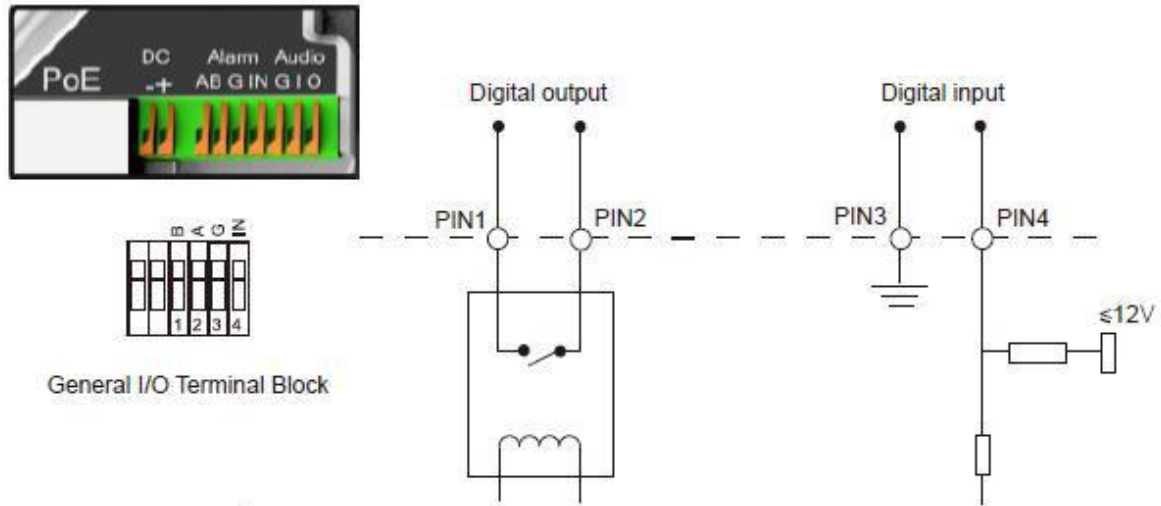 DC Alarm Audio
PoE - + AB G IN G I O
Digital output
Digital input
PIN1
PIN2
PIN3
PIN4
B A G IN
1 2 3 4
≤12V
General I/O Terminal Block